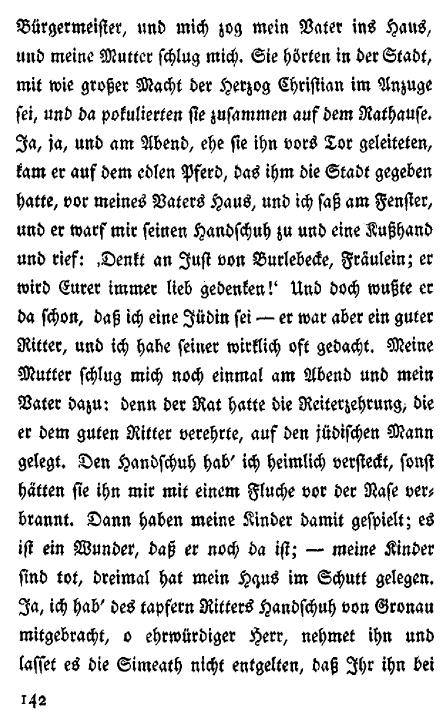 Bürgermeister, und mich zog mein Vater ins Haus,
und meine Mutter schlug mich. Sie hörten in der Stadt,
mit wie großer Macht der Herzog Christian im Anzuge
sei, und da pokulierten sie zusammen auf dem Rathause.
Ja, ja, und am Abend, ehe sie ihn vors Tor geleiteten,
kam er auf dem edlen Pferd, das ihm die Stadt gegeben
hatte, vor meines Vaters Haus, und ich saß am Fenster,
und er warf mir seinen Handschuh zu und eine Kußhand
und rief: ‚Denkt an Just von Burlebecke, Fräulein; er
wird Eurer immer lieb gedenken!‘ Und doch wußte er
da schon, daß ich eine Jüdin sei — er war aber ein guter
Ritter, und ich habe seiner wirklich oft gedacht. Meine
Mutter schlug mich noch einmal am Abend und mein
Vater dazu: denn der Rat hatte die Reiterzehrung, die
er dem guten Ritter verehrte, auf den jüdischen Mann
gelegt. Den Handschuh hab’ ich heimlich versteckt, sonst
hätten sie ihn mir mit einem Fluche vor der Nase ver-
brannt. Dann haben meine Kinder damit gespielt; es
ist ein Wunder, daß er noch da ist; — meine Kinder
sind tot, dreimal hat mein Haus im Schutt gelegen.
Ja, ich hab’ des tapfern Ritters Handschuh von Gronau
mitgebracht, o ehrwürdiger Herr, nehmet ihn und
lasset es die Simeath nicht entgelten, daß Ihr ihn bei
142